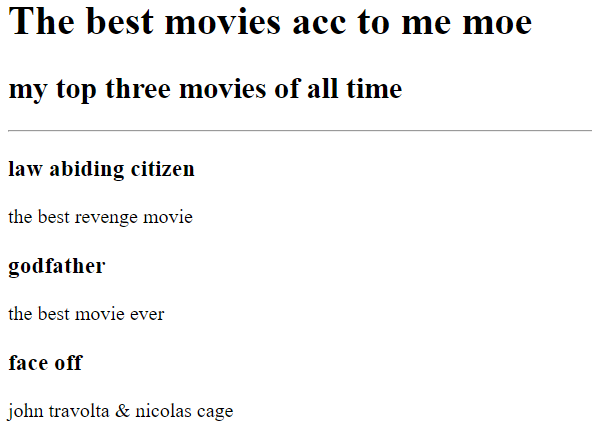 The best movies acc to me moe
my top three movies of all time
law abiding citizen
the best revenge movie
godfather
the best movie ever
face off
john travolta & nicolas cage